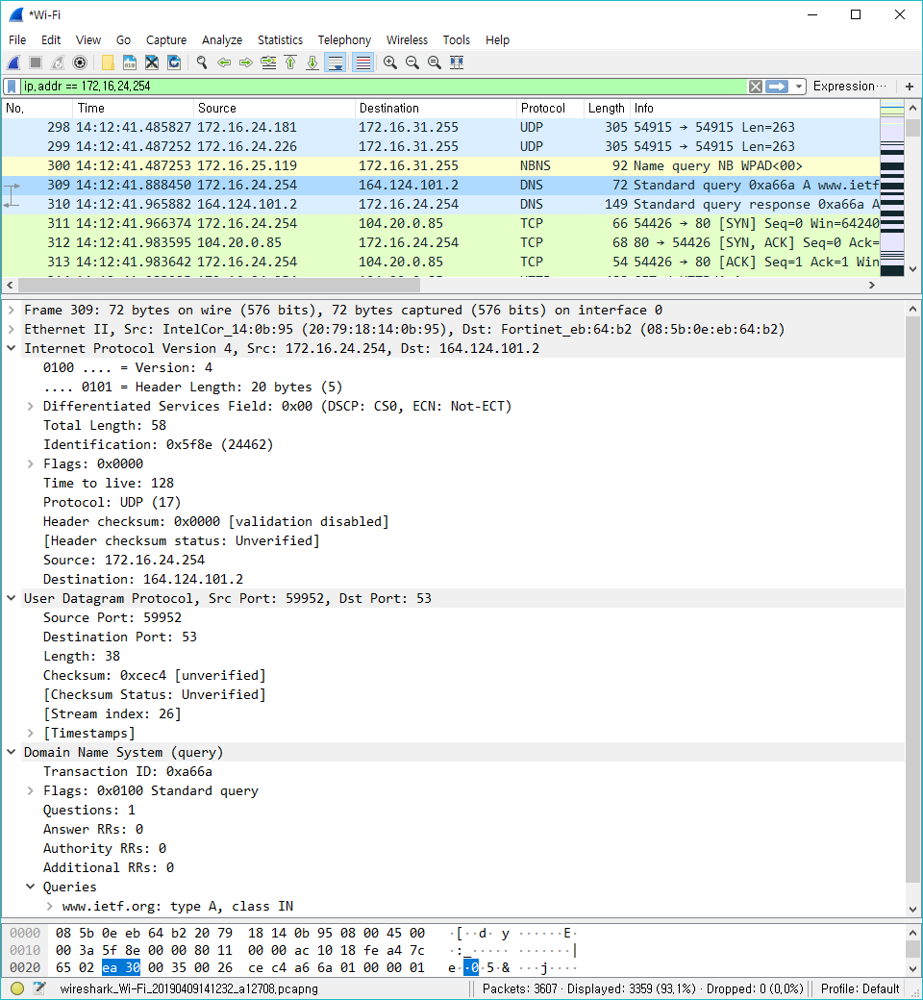 *Wi-Fi
File Edit View Go Capture Analyze Statistics Telephony Wireless Tools Help
ip.addr == 172.16.24.254 Expression… +
No. Time Source Destination Protocol Length Info
298 14:12:41.485827 172.16.24.181 172.16.31.255 UDP 305 54915 → 54915 Len=263
299 14:12:41.487252 172.16.24.226 172.16.31.255 UDP 305 54915 → 54915 Len=263
300 14:12:41.487253 172.16.25.119 172.16.31.255 NBNS 92 Name query NB WPAD<00>
309 14:12:41.888450 172.16.24.254 164.124.101.2 DNS 72 Standard query 0xa66a A www.ietf
310 14:12:41.965882 164.124.101.2 172.16.24.254 DNS 149 Standard query response 0xa66a A
311 14:12:41.966374 172.16.24.254 104.20.0.85 TCP 66 54426 → 80 [SYN] Seq=0 Win=64240
312 14:12:41.983595 104.20.0.85 172.16.24.254 TCP 68 80 → 54426 [SYN, ACK] Seq=0 Ack=
313 14:12:41.983642 172.16.24.254 104.20.0.85 TCP 54 54426 → 80 [ACK] Seq=1 Ack=1 Win
Frame 309: 72 bytes on wire (576 bits), 72 bytes captured (576 bits) on interface 0
Ethernet II, Src: IntelCor_14:0b:95 (20:79:18:14:0b:95), Dst: Fortinet_eb:64:b2 (08:5b:0e:eb:64:b2)
Internet Protocol Version 4, Src: 172.16.24.254, Dst: 164.124.101.2
0100 .... = Version: 4
.... 0101 = Header Length: 20 bytes (5)
Differentiated Services Field: 0x00 (DSCP: CS0, ECN: Not-ECT)
Total Length: 58
Identification: 0x5f8e (24462)
Flags: 0x0000
Time to live: 128
Protocol: UDP (17)
Header checksum: 0x0000 [validation disabled]
[Header checksum status: Unverified]
Source: 172.16.24.254
Destination: 164.124.101.2
User Datagram Protocol, Src Port: 59952, Dst Port: 53
Source Port: 59952
Destination Port: 53
Length: 38
Checksum: 0xcec4 [unverified]
[Checksum Status: Unverified]
[Stream index: 26]
[Timestamps]
Domain Name System (query)
Transaction ID: 0xa66a
Flags: 0x0100 Standard query
Questions: 1
Answer RRs: 0
Authority RRs: 0
Additional RRs: 0
Queries
www.ietf.org: type A, class IN
0000 08 5b 0e eb 64 b2 20 79 18 14 0b 95 08 00 45 00 ·[··d· y ······E·
0010 00 3a 5f 8e 00 00 80 11 00 00 ac 10 18 fe a4 7c ·:_····· ·······|
0020 65 02 ea 30 00 35 00 26 ce c4 a6 6a 01 00 00 01 e··0·5·& ···j····
wireshark_Wi-Fi_20190409141232_a12708.pcapng Packets: 3607 · Displayed: 3359 (93.1%) · Dropped: 0 (0.0%) Profile: Default